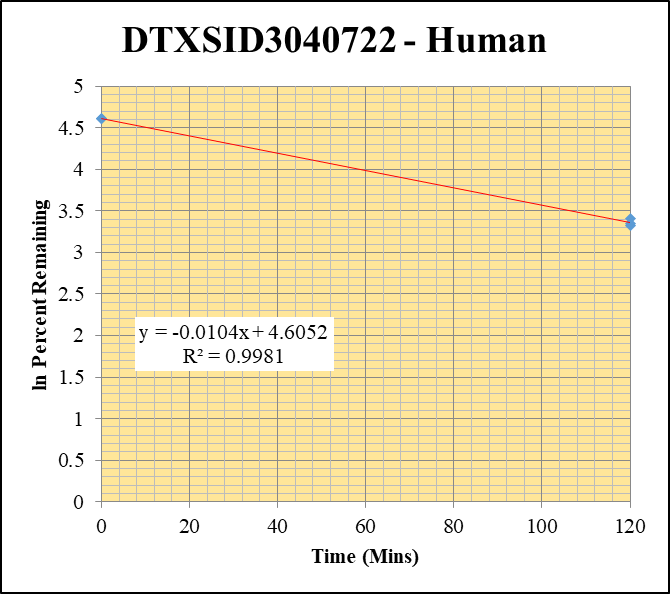 DTXSID3040722 - Human
5
4.5
4
3.5
3
2.5
2
1.5
1
0.5
0
ln Percent Remaining
y = -0.0104x + 4.6052
R² = 0.9981
0 20 40 60 80 100 120
Time (Mins)